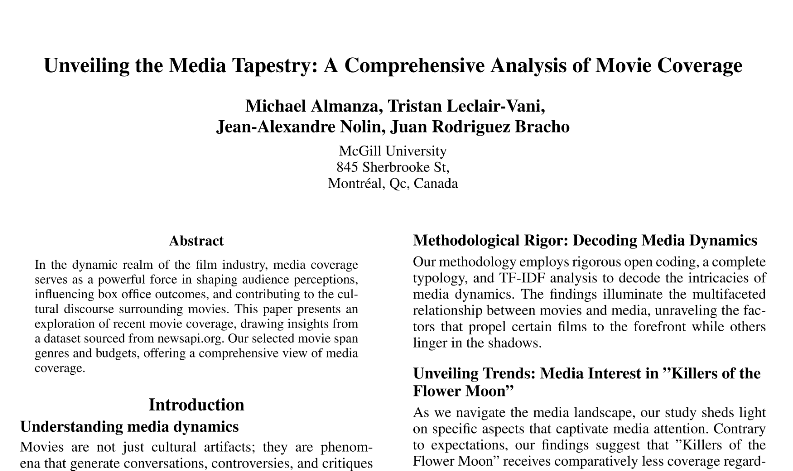 Unveiling the Media Tapestry: A Comprehensive Analysis of Movie Coverage
Michael Almanza, Tristan Leclair-Vani,
Jean-Alexandre Nolin, Juan Rodriguez Bracho
McGill University
845 Sherbrooke St,
Montréal, Qc, Canada
Abstract
In the dynamic realm of the film industry, media coverage
serves as a powerful force in shaping audience perceptions,
influencing box office outcomes, and contributing to the cul-
tural discourse surrounding movies. This paper presents an
exploration of recent movie coverage, drawing insights from
a dataset sourced from newsapi.org. Our selected movie span
genres and budgets, offering a comprehensive view of media
coverage.
Introduction
Understanding media dynamics
Movies are not just cultural artifacts; they are phenom-
ena that generate conversations, controversies, and critiques
Methodological Rigor: Decoding Media Dynamics
Our methodology employs rigorous open coding, a complete
typology, and TF-IDF analysis to decode the intricacies of
media dynamics. The findings illuminate the multifaceted
relationship between movies and media, unraveling the fac-
tors that propel certain films to the forefront while others
linger in the shadows.
Unveiling Trends: Media Interest in ”Killers of the
Flower Moon”
As we navigate the media landscape, our study sheds light
on specific aspects that captivate media attention. Contrary
to expectations, our findings suggest that ”Killers of the
Flower Moon” receives comparatively less coverage regard-